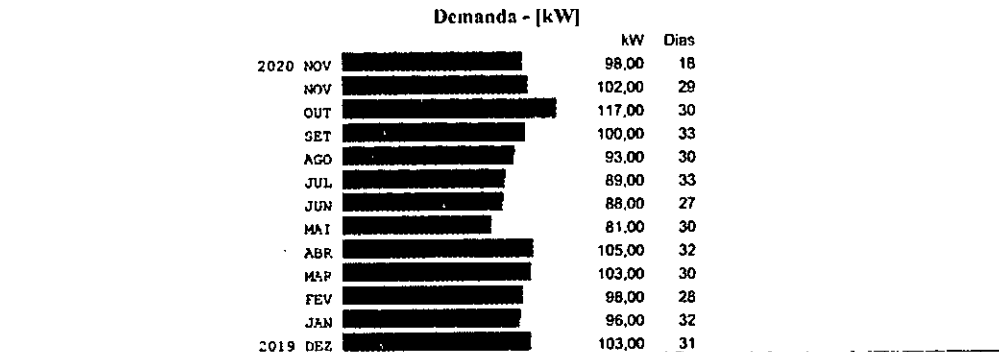 Demanda - [kW]
kW Dias
2020 NOV 98,00 18
NOV 102,00 29
OUT 117,00 30
SET 100,00 33
AGO 93,00 30
JUL 89,00 33
JUN 88,00 27
MAI 81,00 30
ABR 105,00 32
MAR 103,00 30
FEV 98,00 28
JAN 96,00 32
2019 DEZ 103,00 31